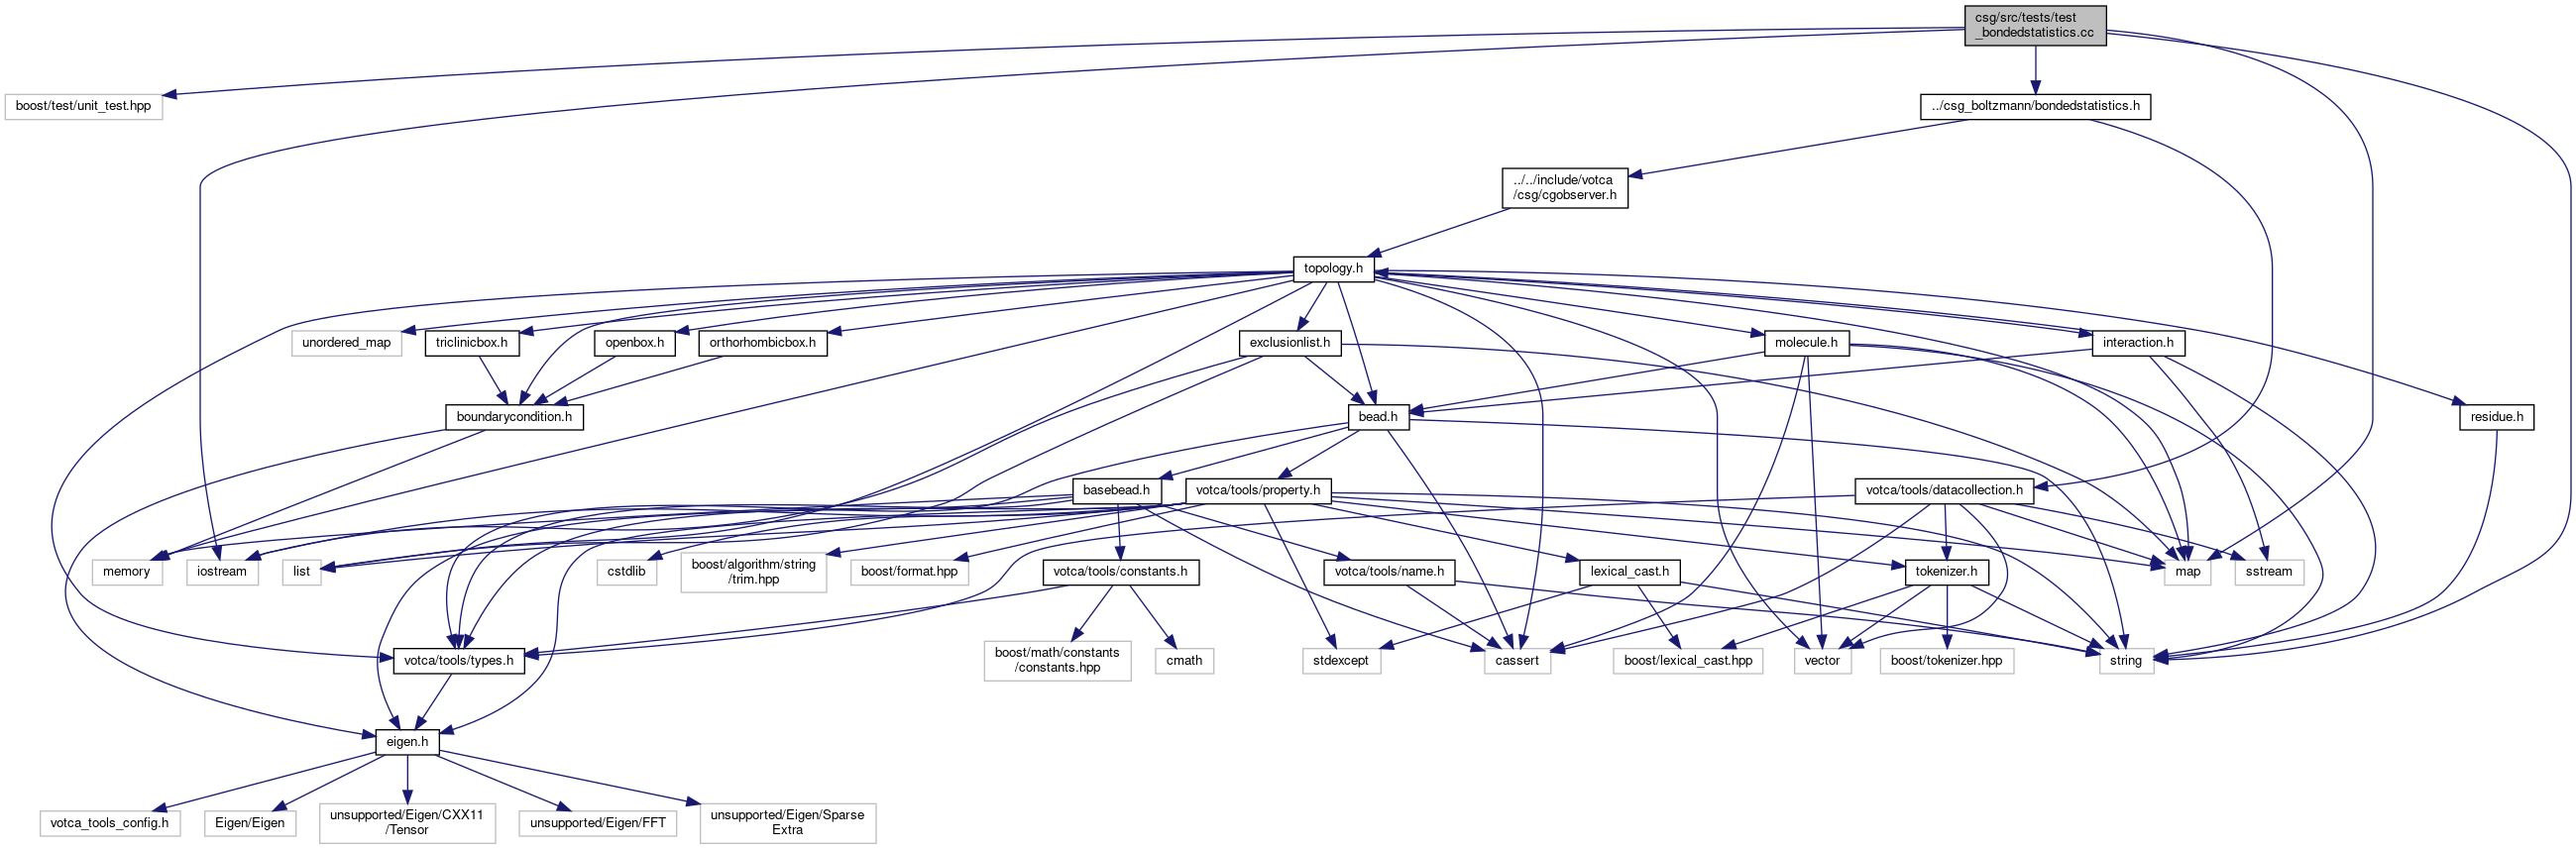 csg/src/tests/test
_bondedstatistics.cc
boost/test/unit_test.hpp
../csg_boltzmann/bondedstatistics.h
../../include/votca
/csg/cgobserver.h
topology.h
unordered_map
triclinicbox.h
openbox.h
orthorhombicbox.h
exclusionlist.h
molecule.h
interaction.h
boundarycondition.h
bead.h
residue.h
basebead.h
votca/tools/property.h
votca/tools/datacollection.h
memory
iostream
list
cstdlib
boost/algorithm/string
/trim.hpp
boost/format.hpp
votca/tools/constants.h
votca/tools/name.h
lexical_cast.h
tokenizer.h
map
sstream
votca/tools/types.h
boost/math/constants
/constants.hpp
cmath
stdexcept
cassert
boost/lexical_cast.hpp
vector
boost/tokenizer.hpp
string
eigen.h
votca_tools_config.h
Eigen/Eigen
unsupported/Eigen/CXX11
/Tensor
unsupported/Eigen/FFT
unsupported/Eigen/Sparse
Extra